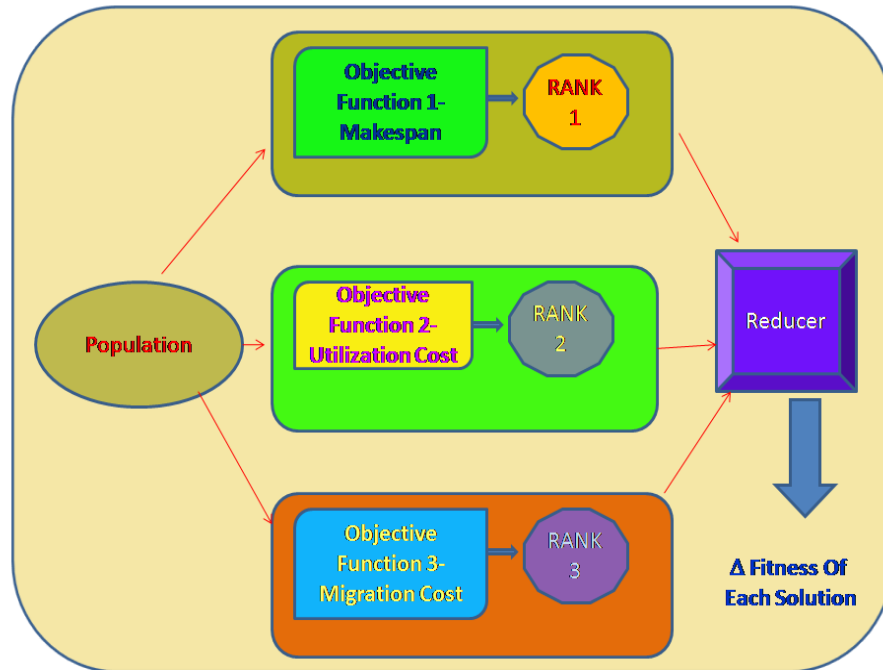 Objective
Function 1-
Makespan
RANK
1
Population
Objective
Function 2-
Utilization Cost
RANK
2
Reducer
Objective
Function 3-
Migration Cost
RANK
3
Δ Fitness Of
Each Solution